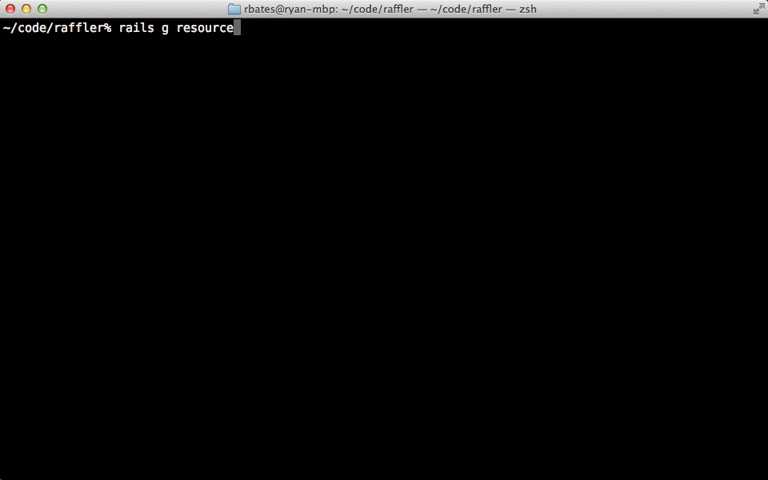 rbates@ryan-mbp: ~/code/raffler — ~/code/raffler — zsh
~/code/raffler% rails g resource